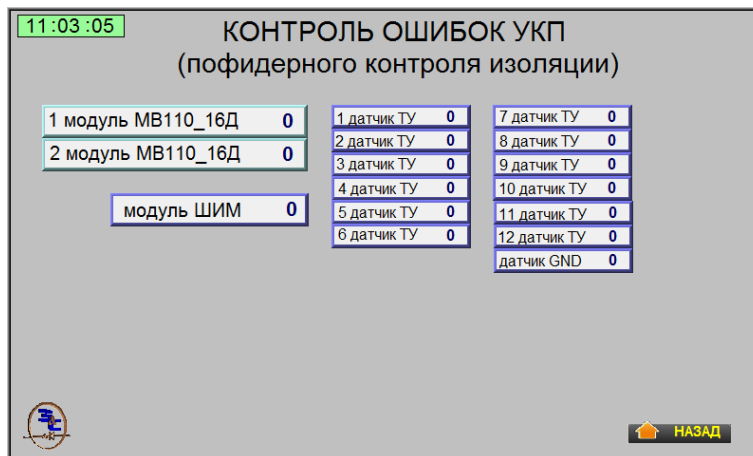 11:03:05
КОНТРОЛЬ ОШИБОК УКП
(пофидерного контроля изоляции)
1 модуль МВ110_16Д 0
2 модуль МВ110_16Д 0
модуль ШИМ 0
1 датчик ТУ 0
2 датчик ТУ 0
3 датчик ТУ 0
4 датчик ТУ 0
5 датчик ТУ 0
6 датчик ТУ 0
7 датчик ТУ 0
8 датчик ТУ 0
9 датчик ТУ 0
10 датчик ТУ 0
11 датчик ТУ 0
12 датчик ТУ 0
датчик GND 0
НАЗАД